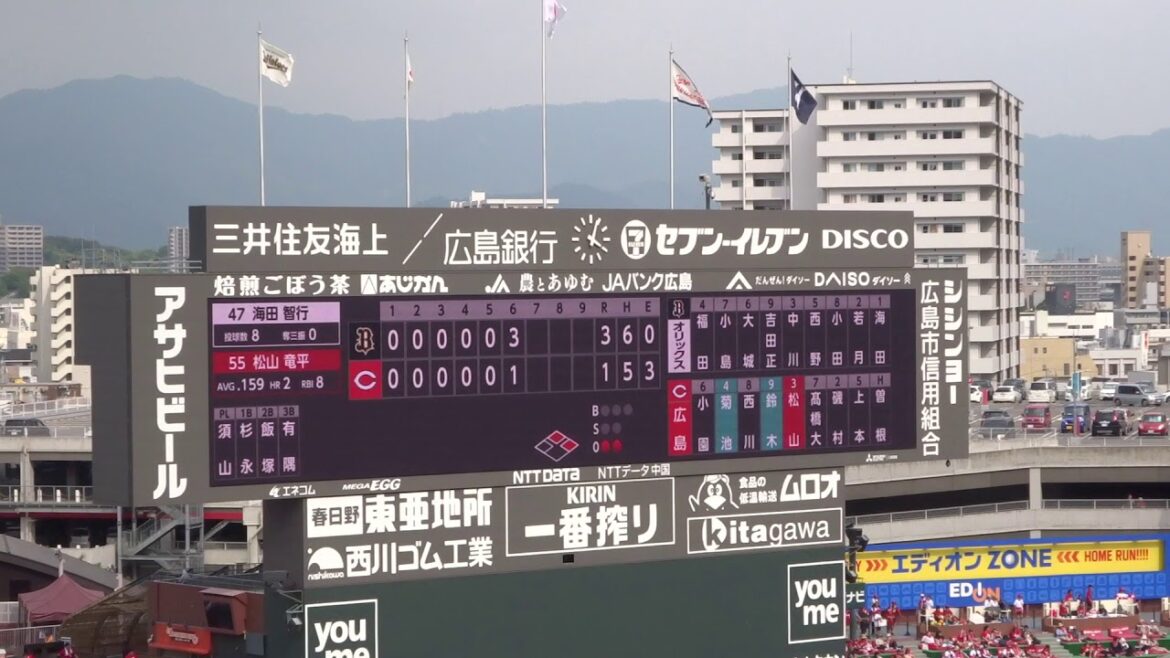 三井住友海上
広島銀行
セブン-イレブン
DISCO
焙煎ごぼう茶
あじかん
JA 農とあゆむ JAバンク広島
だんぜん!ダイソー DAISO ダイソー
アサヒビール
47 海田 智行
投球数 8 奪三振 0
55 松山 竜平
AVG .159 HR 2 RBI 8
PL 1B 2B 3B
須山 杉永 飯塚 有隅
1 2 3 4 5 6 7 8 9 R H E
B 0 0 0 0 0 3 3 6 0
C 0 0 0 0 0 1 1 5 3
B
S
O
オリックス
4 6 8 9 3 5 2 7 1
福田 小島 大城 吉田正 中川 西野 小田 若月 海田
広島
6 4 8 9 3 7 2 5 H
小園 菊池 西川 鈴木 松山 髙橋大 磯村 上本 曽根
シシンヨー
広島市信用組合
MITSUBISHI
エネコム
MEGA EGG
NTT DATA NTTデータ 中国
春日野 東亜地所
nishikawa 西川ゴム工業
KIRIN
一番搾り
食品の低温輸送 ムロオ
Kitagawa
you me
you me
エディオン ZONE
HOME RUN!!!!
EDION
ナビ